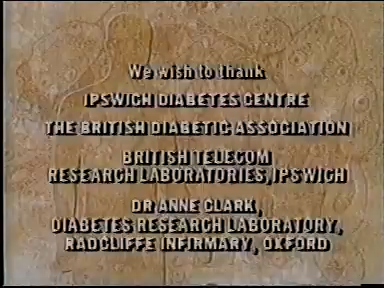 We wish to thank
IPSWICH DIABETES CENTRE
THE BRITISH DIABETIC ASSOCIATION
BRITISH TELECOM
RESEARCH LABORATORIES, IPSWICH
DR ANNE CLARK,
DIABETES RESEARCH LABORATORY,
RADCLIFFE INFIRMARY, OXFORD